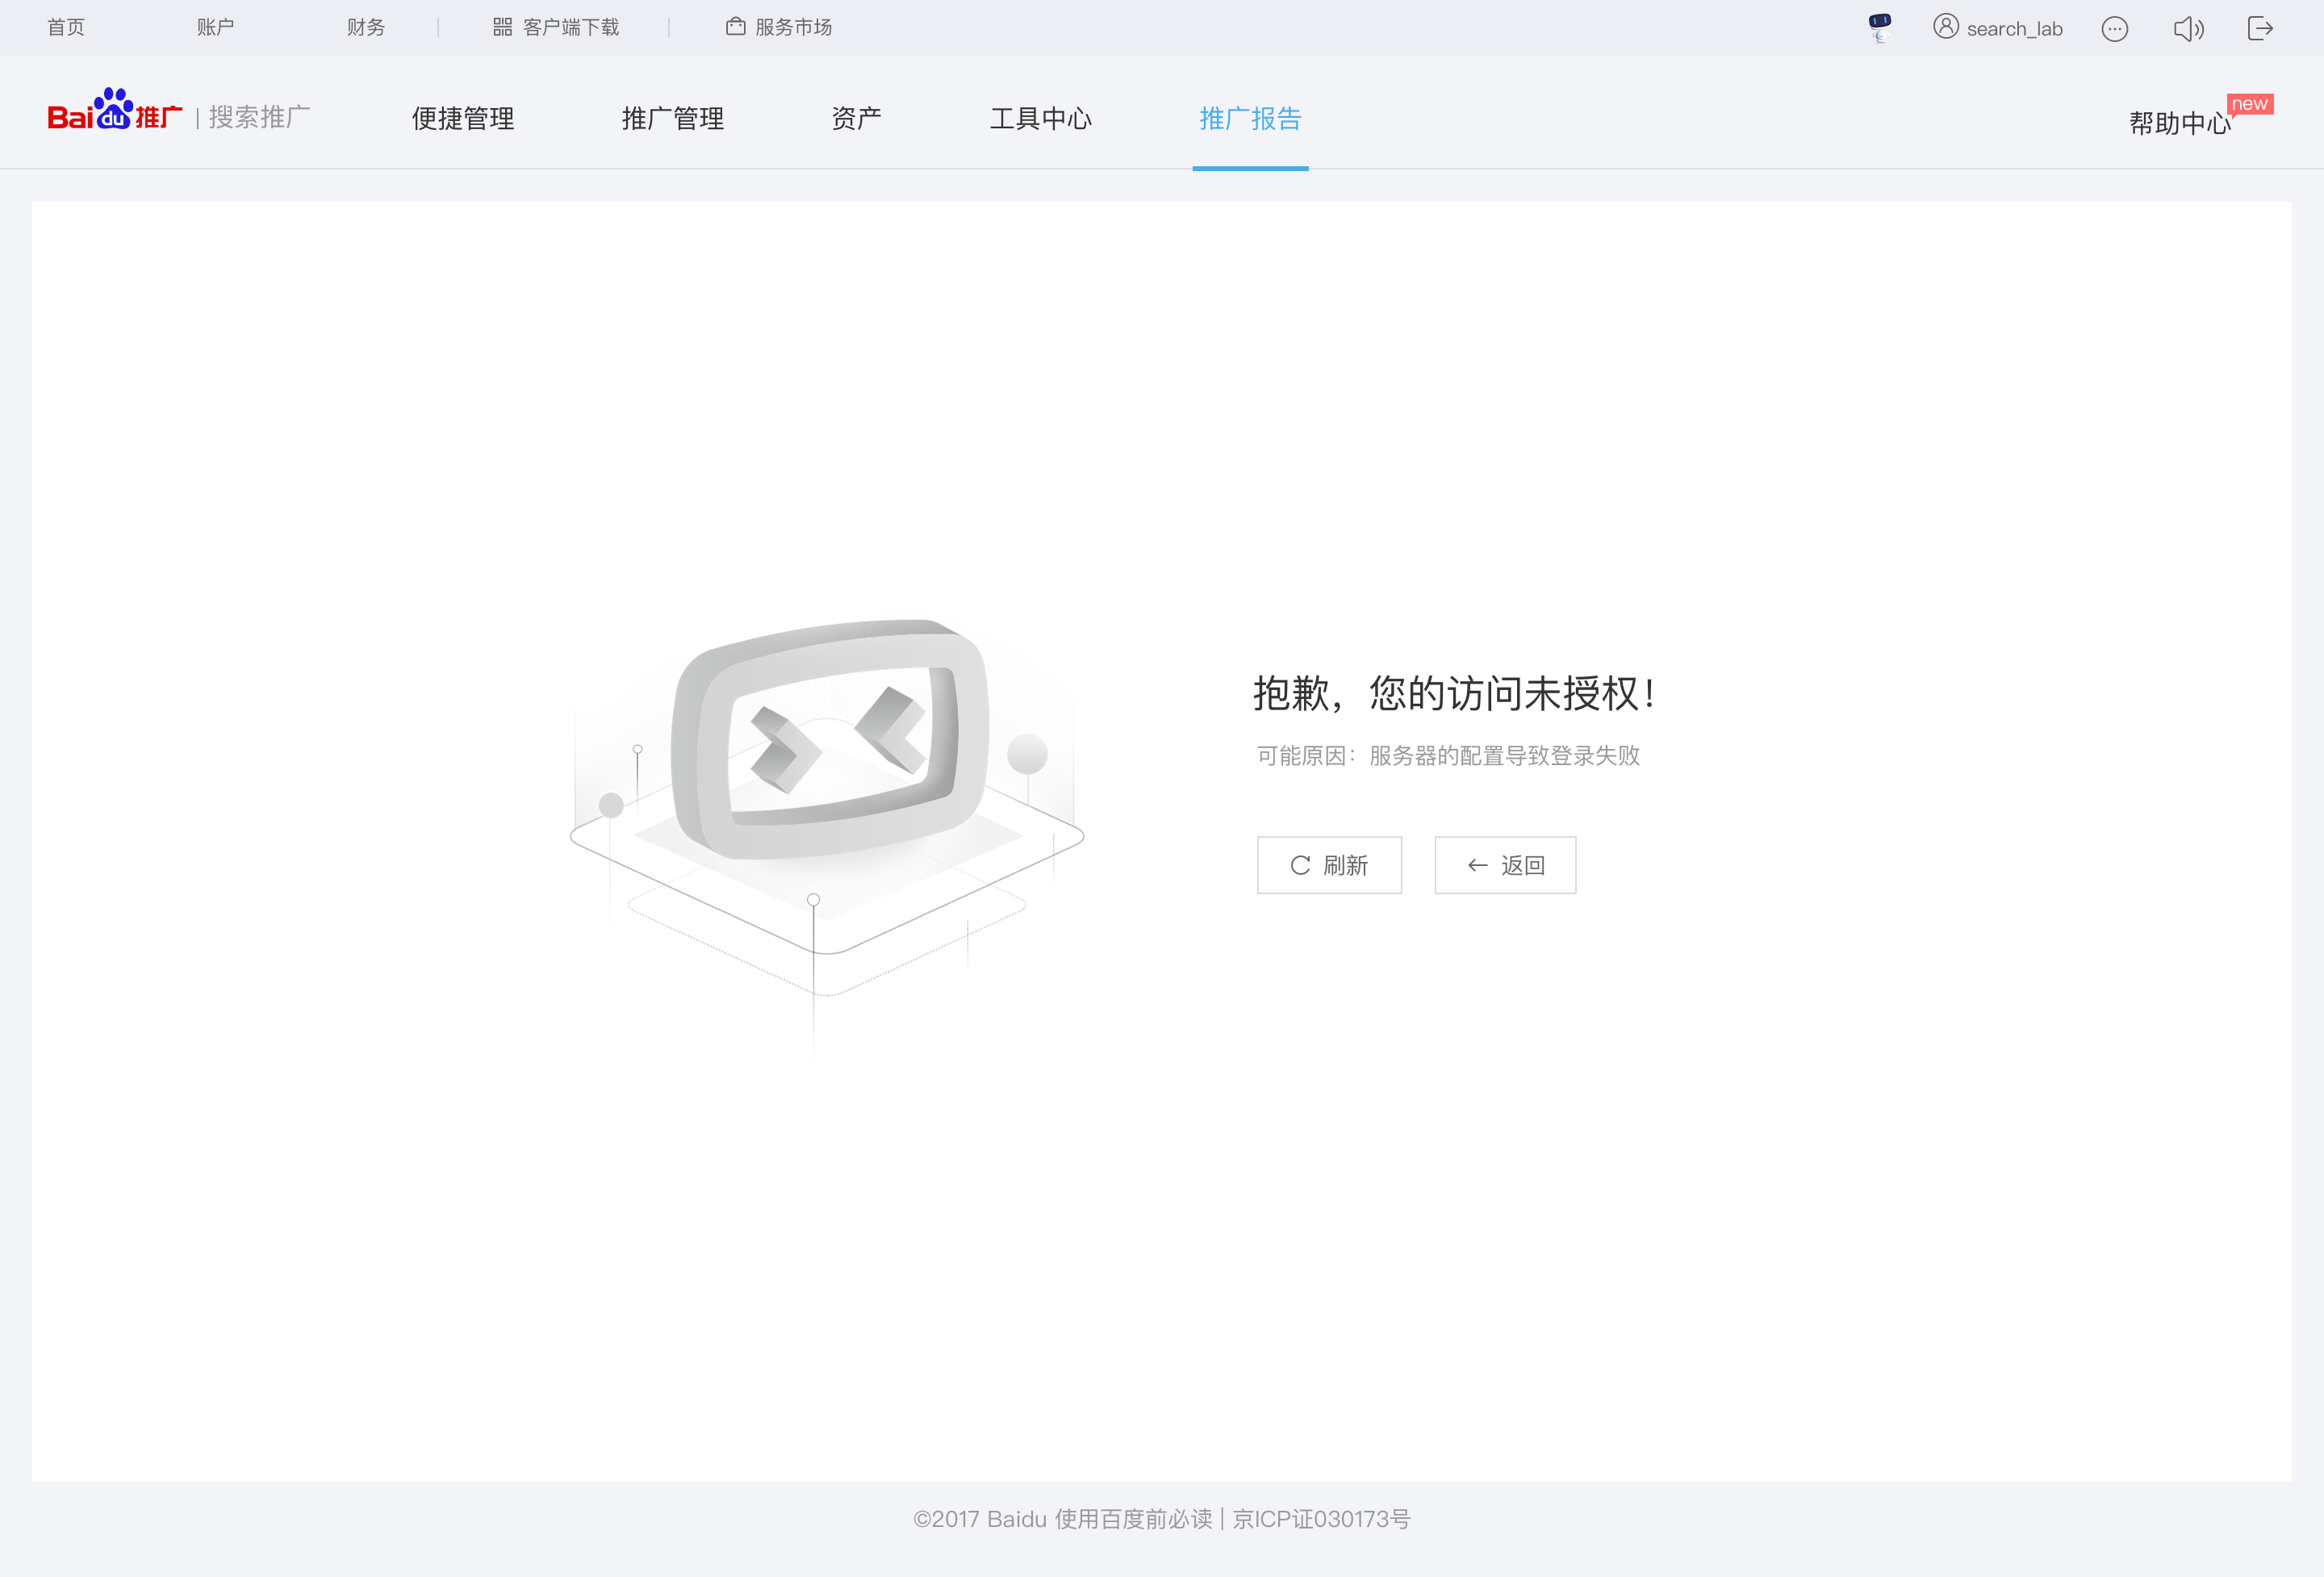 首页 账户 财务 客户端下载 服务市场 search_lab
Baidu推广 | 搜索推广 便捷管理 推广管理 资产 工具中心 推广报告 帮助中心 new
抱歉，您的访问未授权！
可能原因：服务器的配置导致登录失败
刷新 返回
©2017 Baidu 使用百度前必读 | 京ICP证030173号